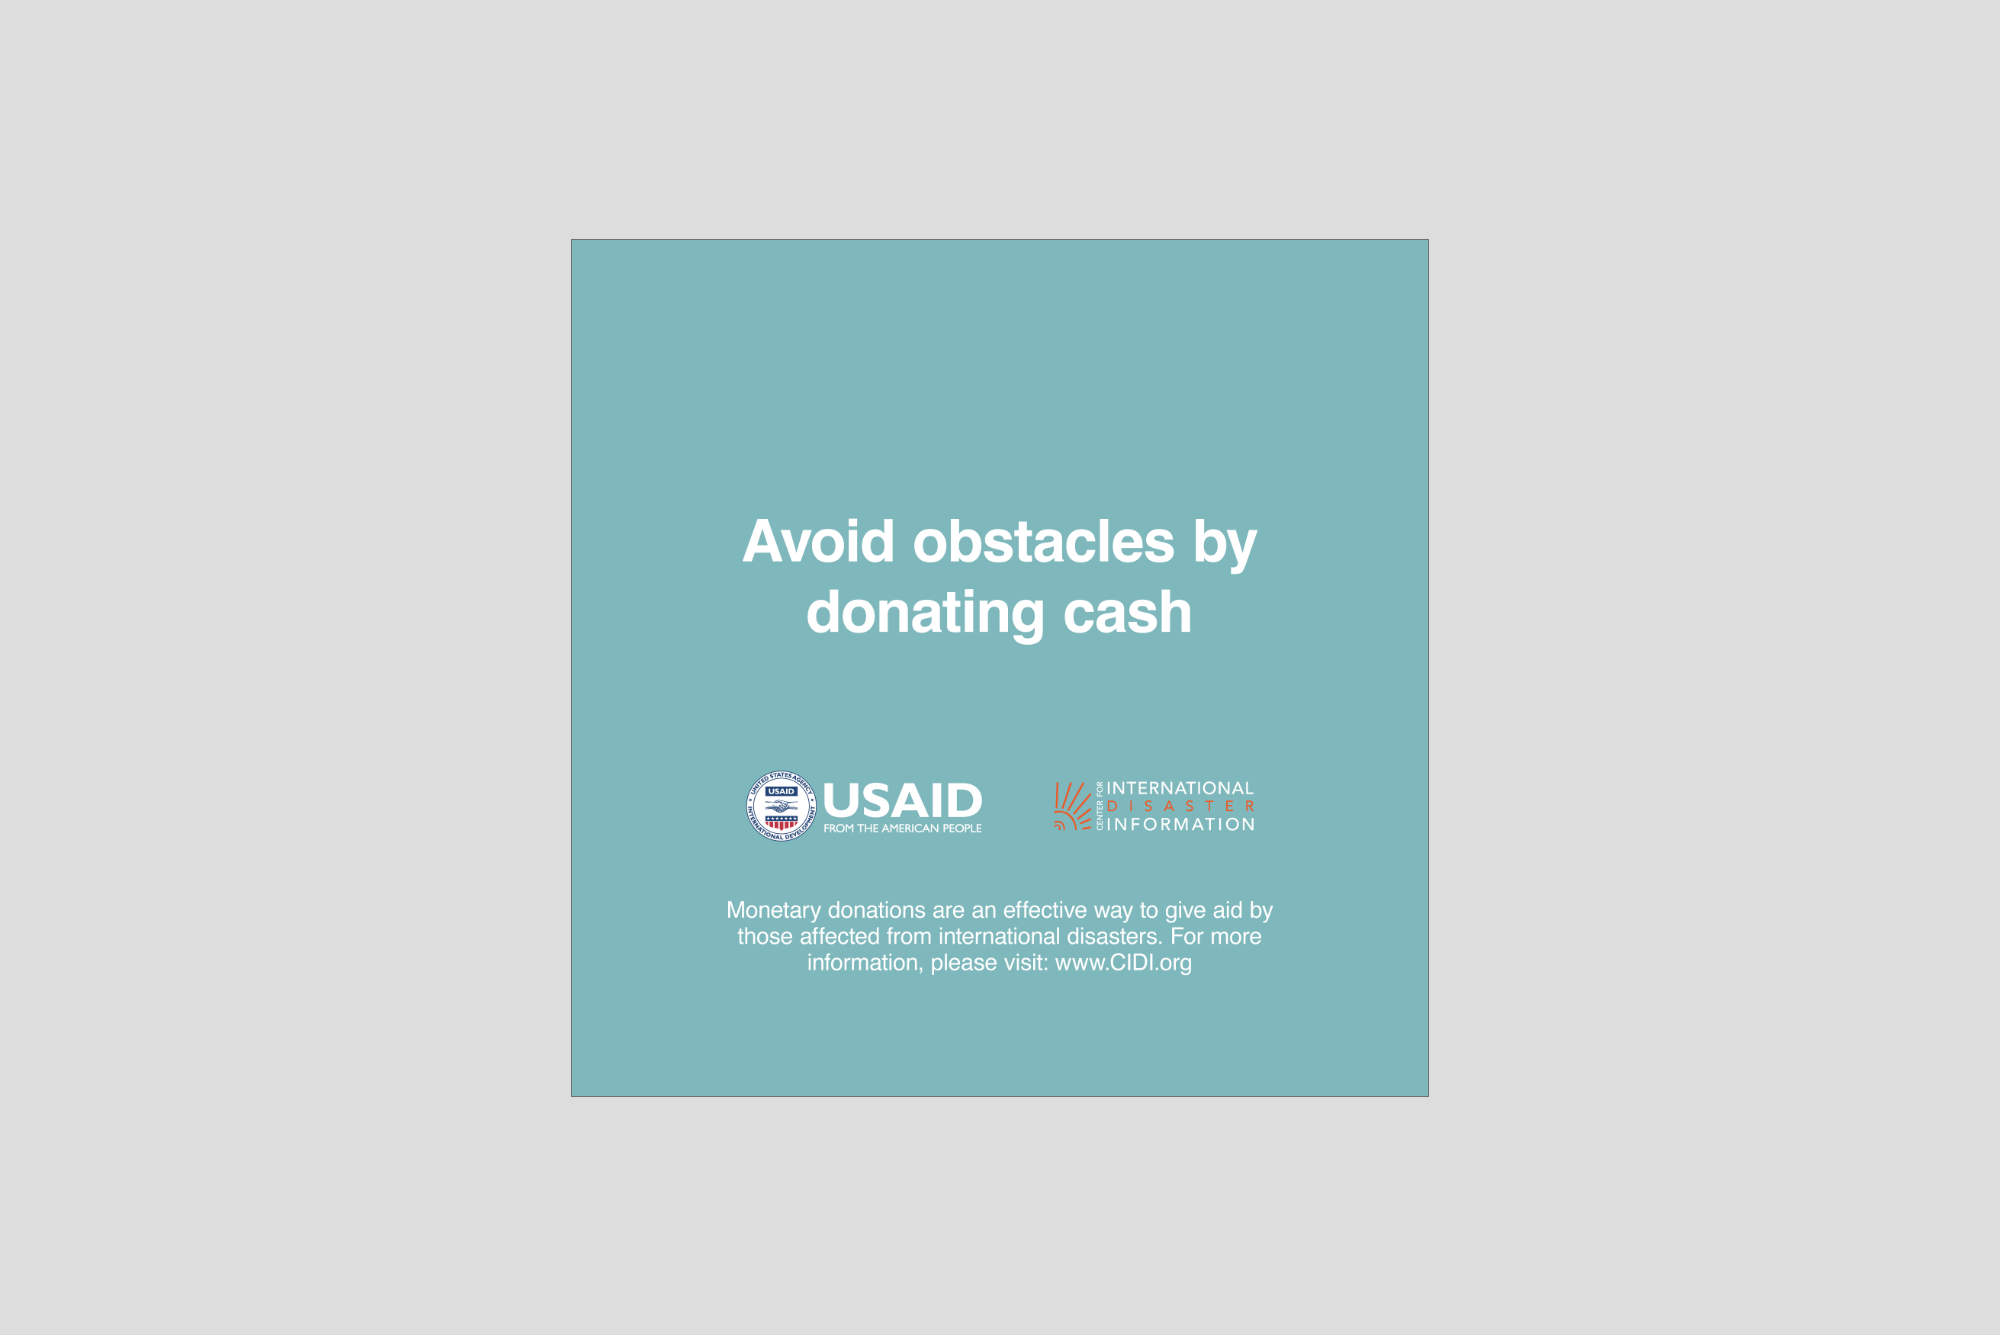 Avoid obstacles by
donating cash
UNITED STATES AGENCY
USAID
INTERNATIONAL DEVELOPMENT
USAID
FROM THE AMERICAN PEOPLE
CENTER FOR
INTERNATIONAL
DISASTER
INFORMATION
Monetary donations are an effective way to give aid by
those affected from international disasters. For more
information, please visit: www.CIDI.org